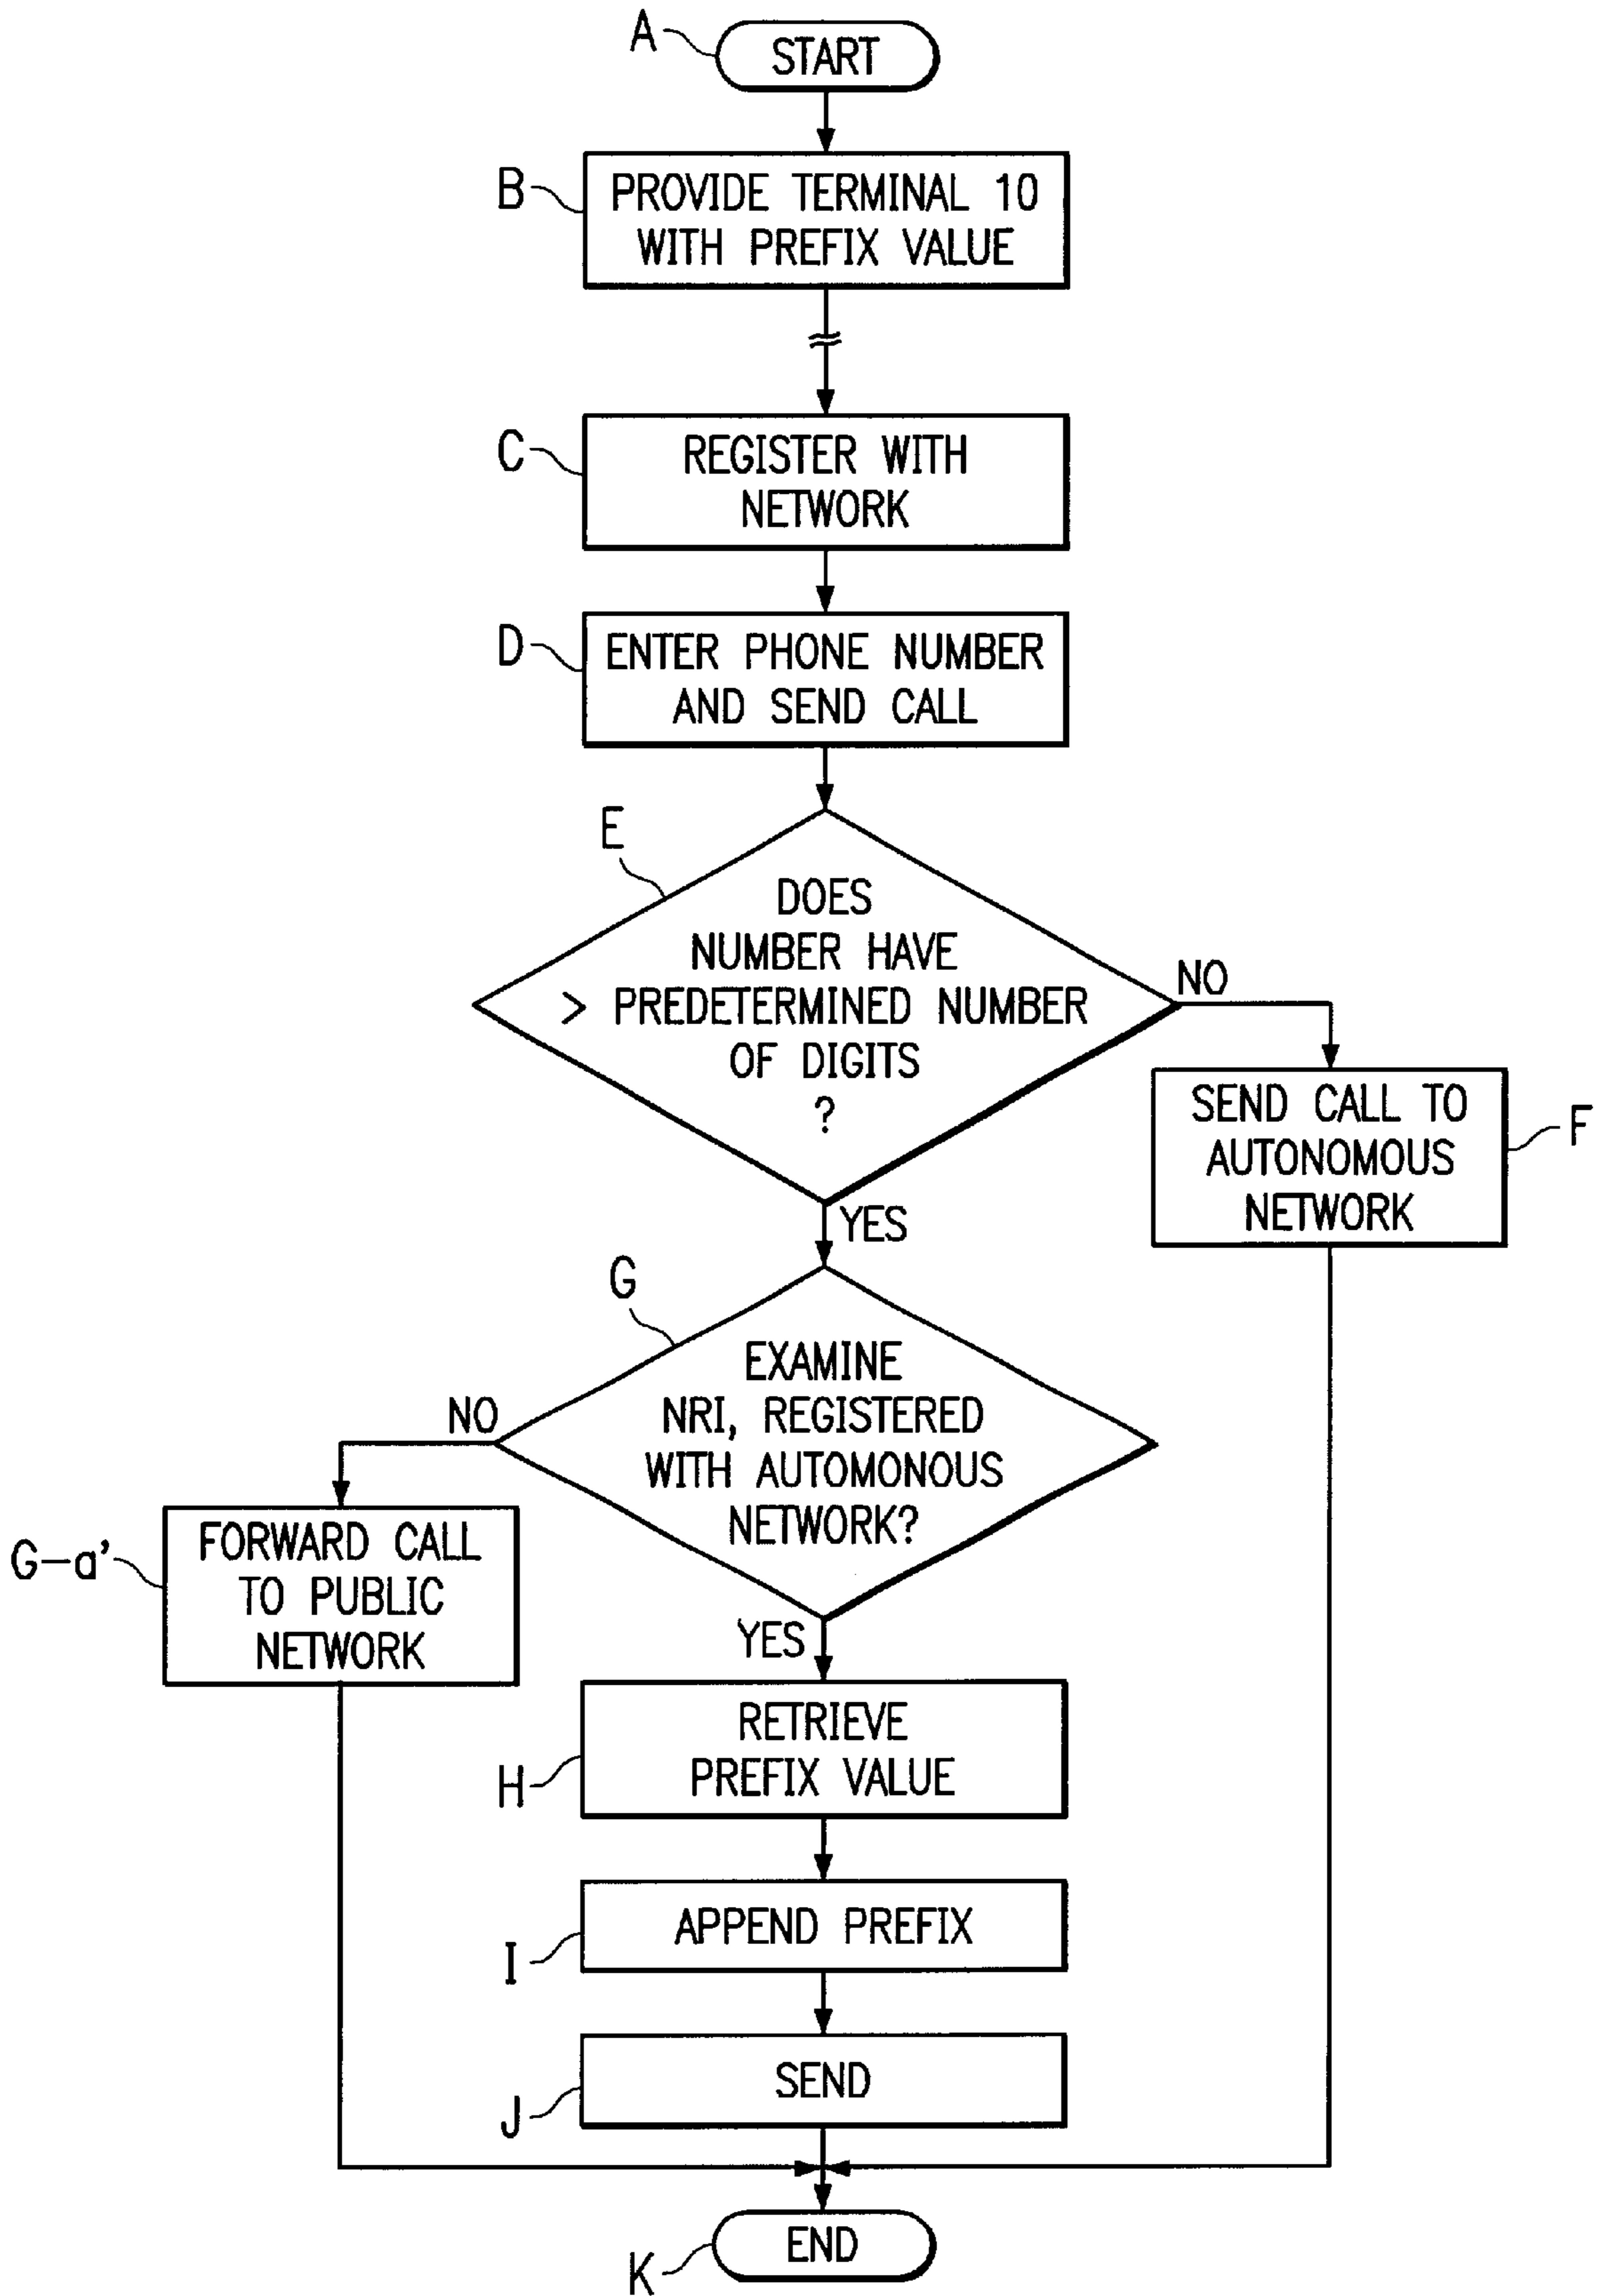 A
START
B
PROVIDE TERMINAL 10
WITH PREFIX VALUE
C
REGISTER WITH
NETWORK
D
ENTER PHONE NUMBER
AND SEND CALL
E
DOES
NUMBER HAVE
> PREDETERMINED NUMBER
OF DIGITS
?
NO
SEND CALL TO
AUTONOMOUS
NETWORK
F
YES
G
EXAMINE
NRI, REGISTERED
WITH AUTOMONOUS
NETWORK?
NO
G-a'
FORWARD CALL
TO PUBLIC
NETWORK
YES
H
RETRIEVE
PREFIX VALUE
I
APPEND PREFIX
J
SEND
K
END